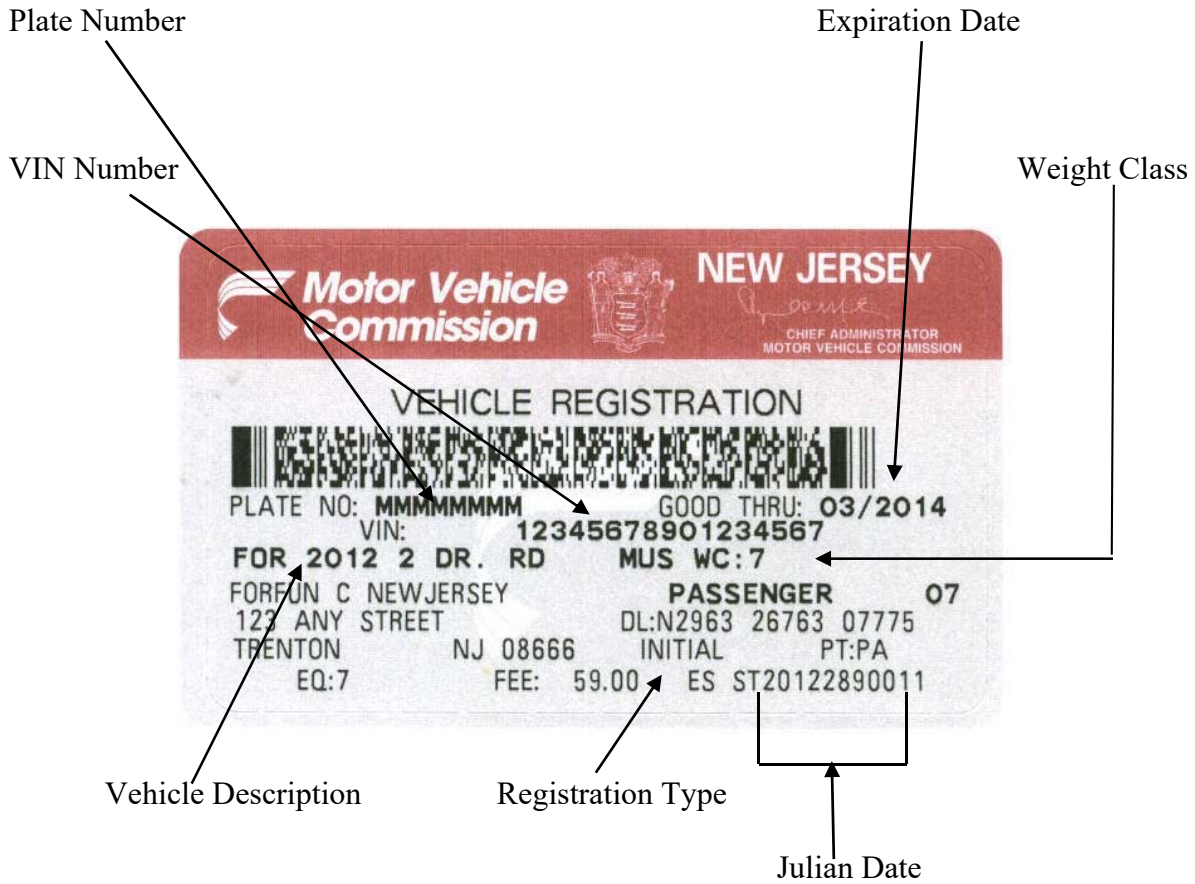 Plate Number Expiration Date
VIN Number Weight Class
Motor Vehicle
Commission
NEW JERSEY
CHIEF ADMINISTRATOR
MOTOR VEHICLE COMMISSION
VEHICLE REGISTRATION
PLATE NO: MMMMMMMM GOOD THRU: 03/2014
VIN: 12345678901234567
FOR 2012 2 DR. RD MUS WC:7
FORFUN C NEWJERSEY PASSENGER 07
123 ANY STREET DL:N2963 26763 07775
TRENTON NJ 08666 INITIAL PT:PA
EQ:7 FEE: 59.00 ES ST20122890011
Vehicle Description Registration Type
Julian Date